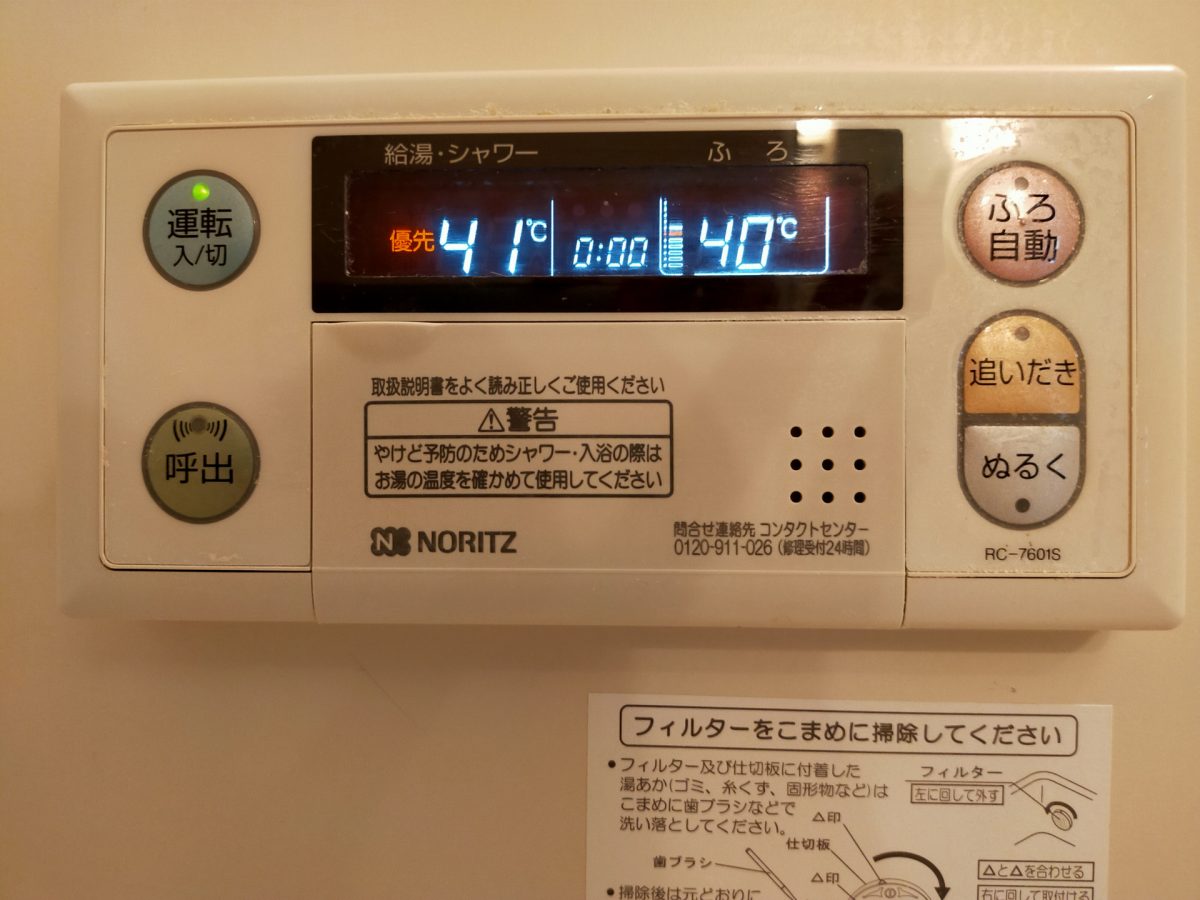 給湯・シャワー
ふろ
優先 41℃
0:00
40℃
運転
入/切
呼出
ふろ
自動
追いだき
ぬるく
取扱説明書をよく読み正しくご使用ください
⚠警告
やけど予防のためシャワー・入浴の際は
お湯の温度を確かめて使用してください
NORITZ
問合せ連絡先 コンタクトセンター
0120-911-026(修理受付24時間)
RC-7601S
フィルターをこまめに掃除してください
●フィルター及び仕切板に付着した
湯あか(ゴミ、糸くず、固形物など)は
こまめに歯ブラシなどで
洗い落としてください。
フィルター
左に回して外す
△印
仕切板
歯ブラシ
△印
△と△を合わせる
右に回して取付ける
●掃除後は元どおりに